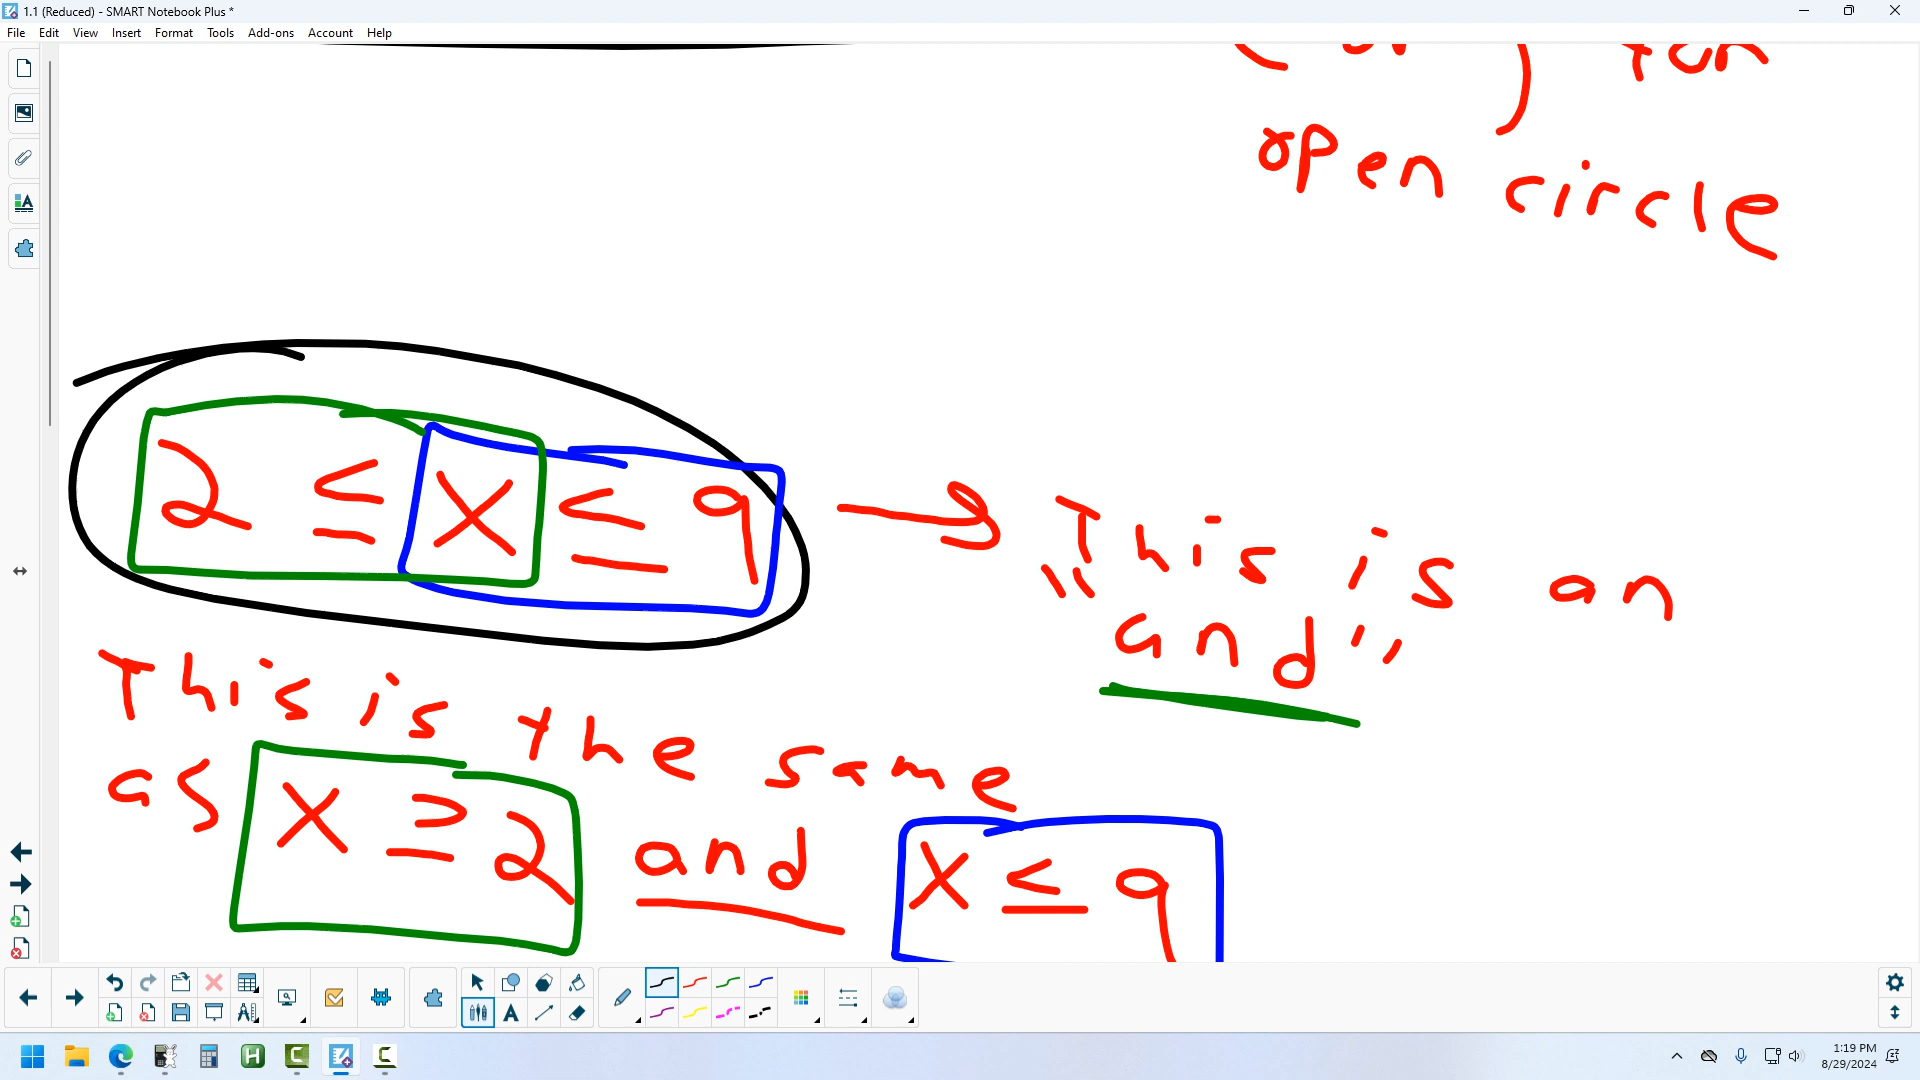 1.1 (Reduced) - SMART Notebook Plus *
File Edit View Insert Format Tools Add-ons Account Help
open circle
2 ≤ x ≤ 9
This is an
"and"
This is the same
as x ≥ 2 and x ≤ 9
1:19 PM
8/29/2024